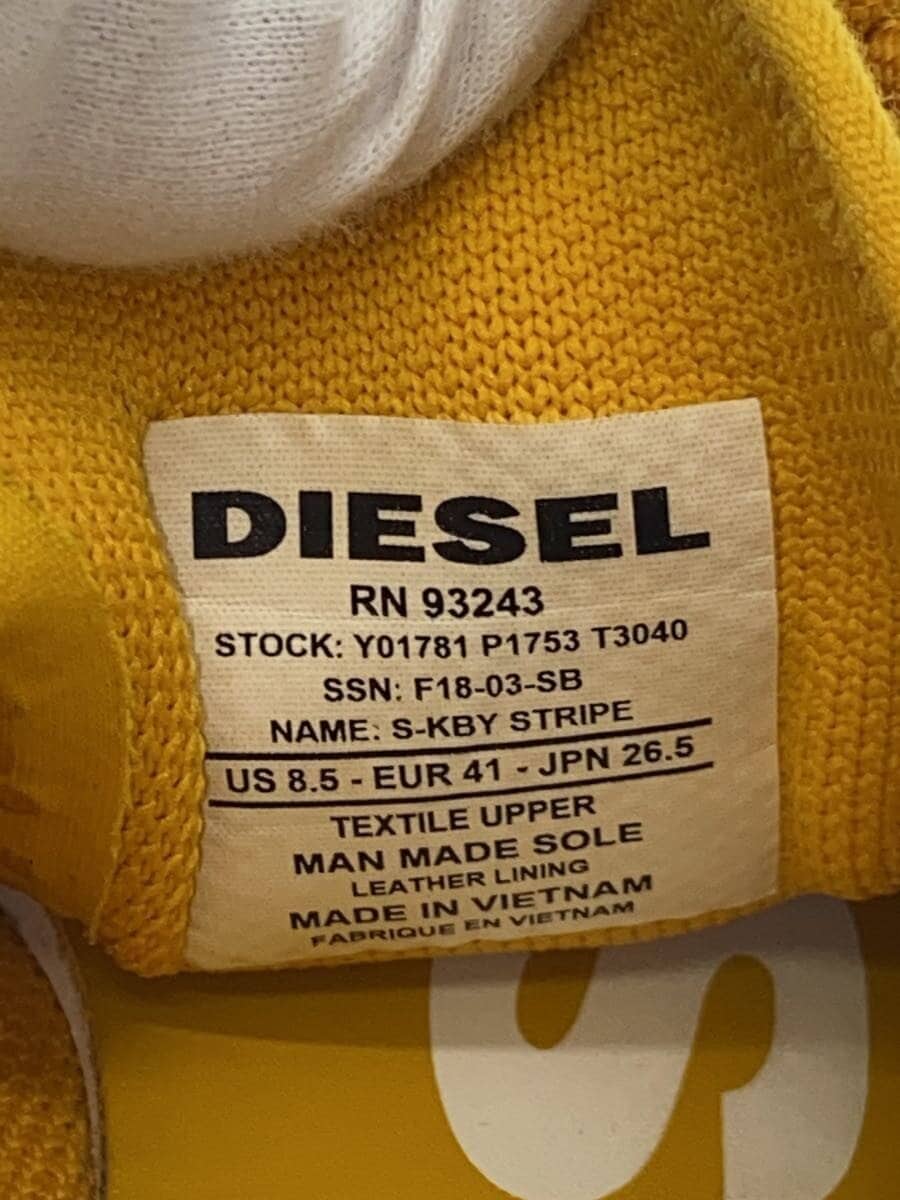 DIESEL
RN 93243
STOCK: Y01781 P1753 T3040
SSN: F18-03-SB
NAME: S-KBY STRIPE
US 8.5 - EUR 41 - JPN 26.5
TEXTILE UPPER
MAN MADE SOLE
LEATHER LINING
MADE IN VIETNAM
FABRIQUE EN VIETNAM
S